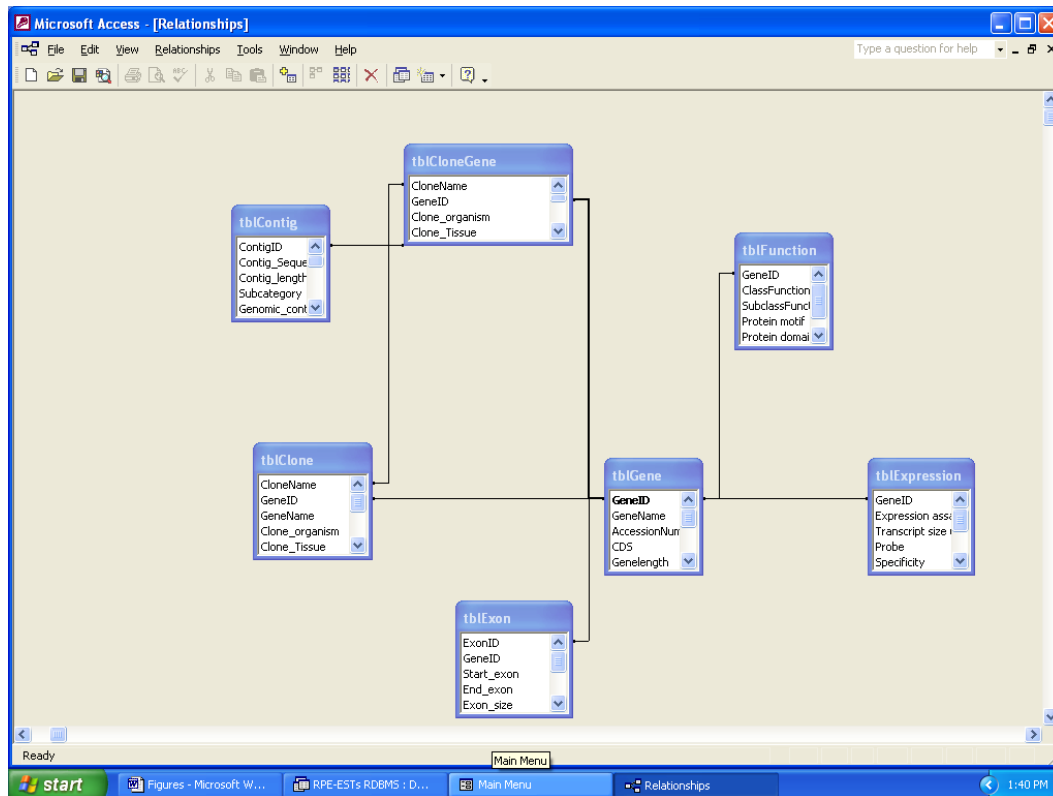 Microsoft Access - [Relationships]
File Edit View Relationships Tools Window Help
Type a question for help
tblCloneGene
CloneName
GeneID
Clone_organism
Clone_Tissue
tblContig
ContigID
Contig_Seque
Contig_length
Subcategory
Genomic_cont
tblFunction
GeneID
ClassFunction
SubclassFunct
Protein motif
Protein domai
tblClone
CloneName
GeneID
GeneName
Clone_organism
Clone_Tissue
tblGene
GeneID
GeneName
AccessionNum
CDS
Genelength
tblExpression
GeneID
Expression assa
Transcript size
Probe
Specificity
tblExon
ExonID
GeneID
Start_exon
End_exon
Exon_size
Ready
Main Menu
start
Figures - Microsoft W...
RPE-ESTs RDBMS : D...
Main Menu
Relationships
1:40 PM